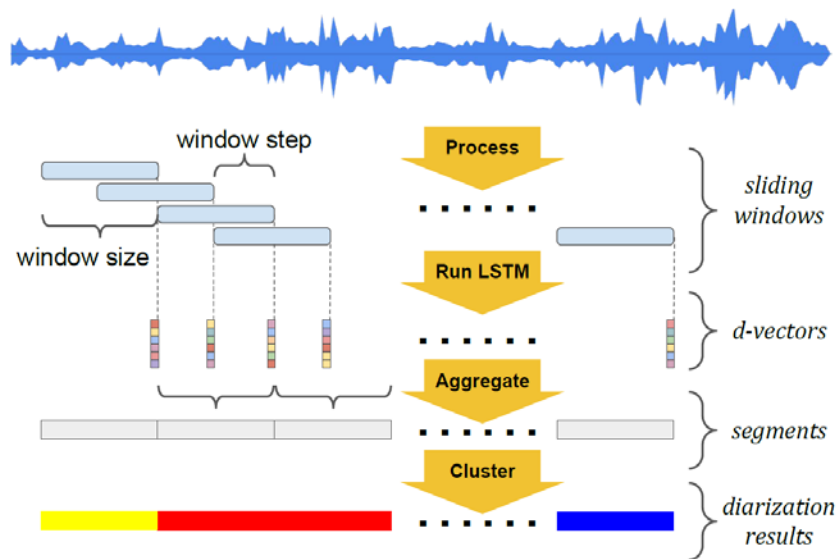 window step
Process
sliding
windows
window size
Run LSTM
d-vectors
Aggregate
segments
Cluster
diarization
results